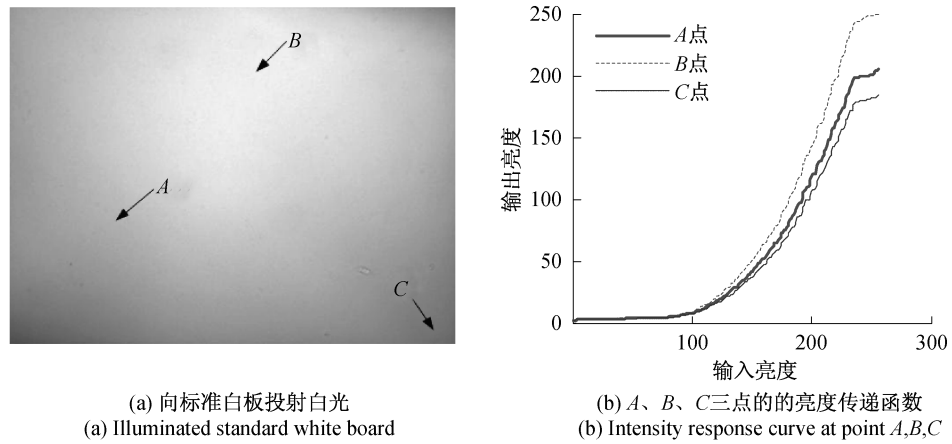 B
A
C
250
200
150
100
50
0
100
200
300
输出亮度
输入亮度
A点
B点
C点
(a) 向标准白板投射白光
(a) Illuminated standard white board
(b) A、B、C三点的的亮度传递函数
(b) Intensity response curve at point A,B,C